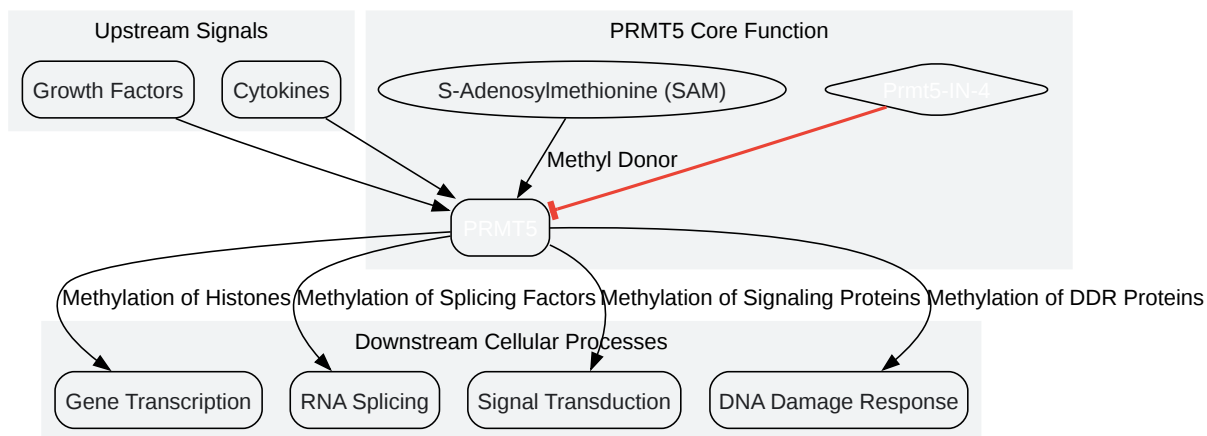 Upstream Signals
PRMT5 Core Function
Growth Factors
Cytokines
S-Adenosylmethionine (SAM)
Prmt5-IN-4
Methyl Donor
PRMT5
Methylation of Histones
Methylation of Splicing Factors
Methylation of Signaling Proteins
Methylation of DDR Proteins
Downstream Cellular Processes
Gene Transcription
RNA Splicing
Signal Transduction
DNA Damage Response